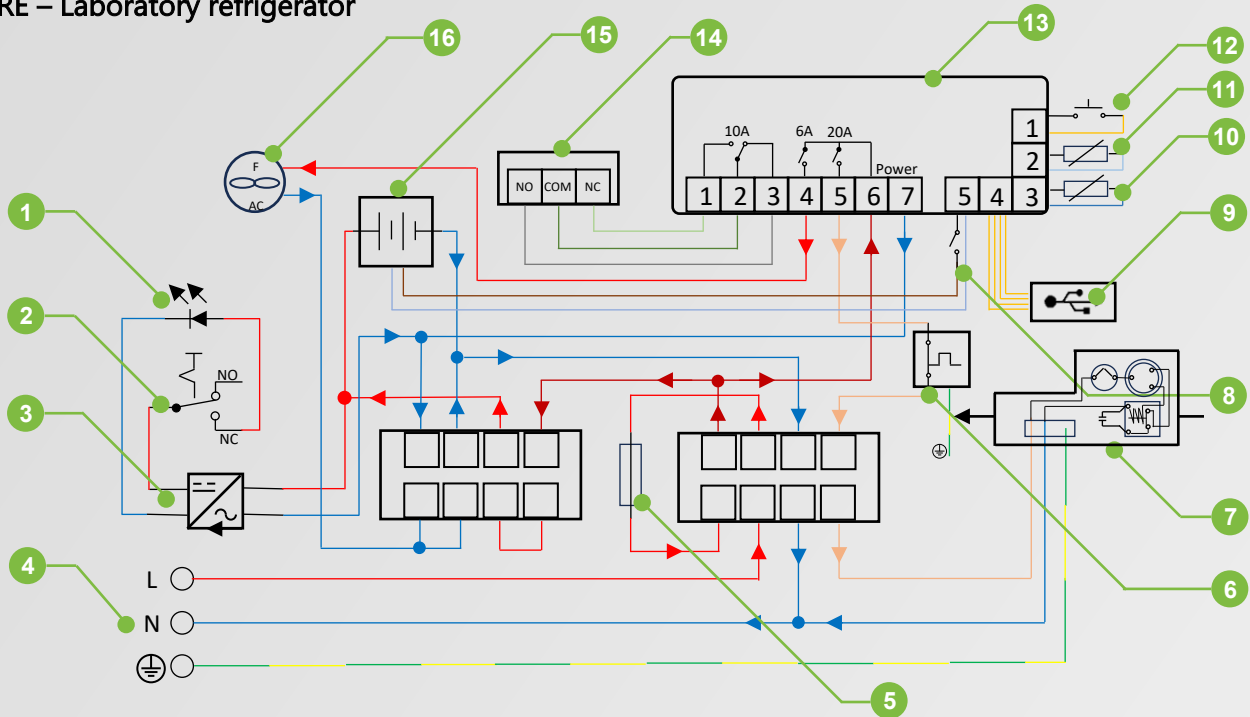 RE – Laboratory refrigerator
16
15
14
13
12
11
10
9
8
7
6
5
4
3
2
1
F
AC
NO COM NC
10A 6A 20A
Power
1 2 3 4 5 6 7
5 4 3
2
1
NO
NC
L
N